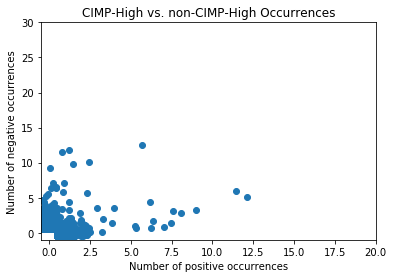 CIMP-High vs. non-CIMP-High Occurrences
Number of negative occurrences
30
25
20
15
10
5
0
0.0 2.5 5.0 7.5 10.0 12.5 15.0 17.5 20.0
Number of positive occurrences